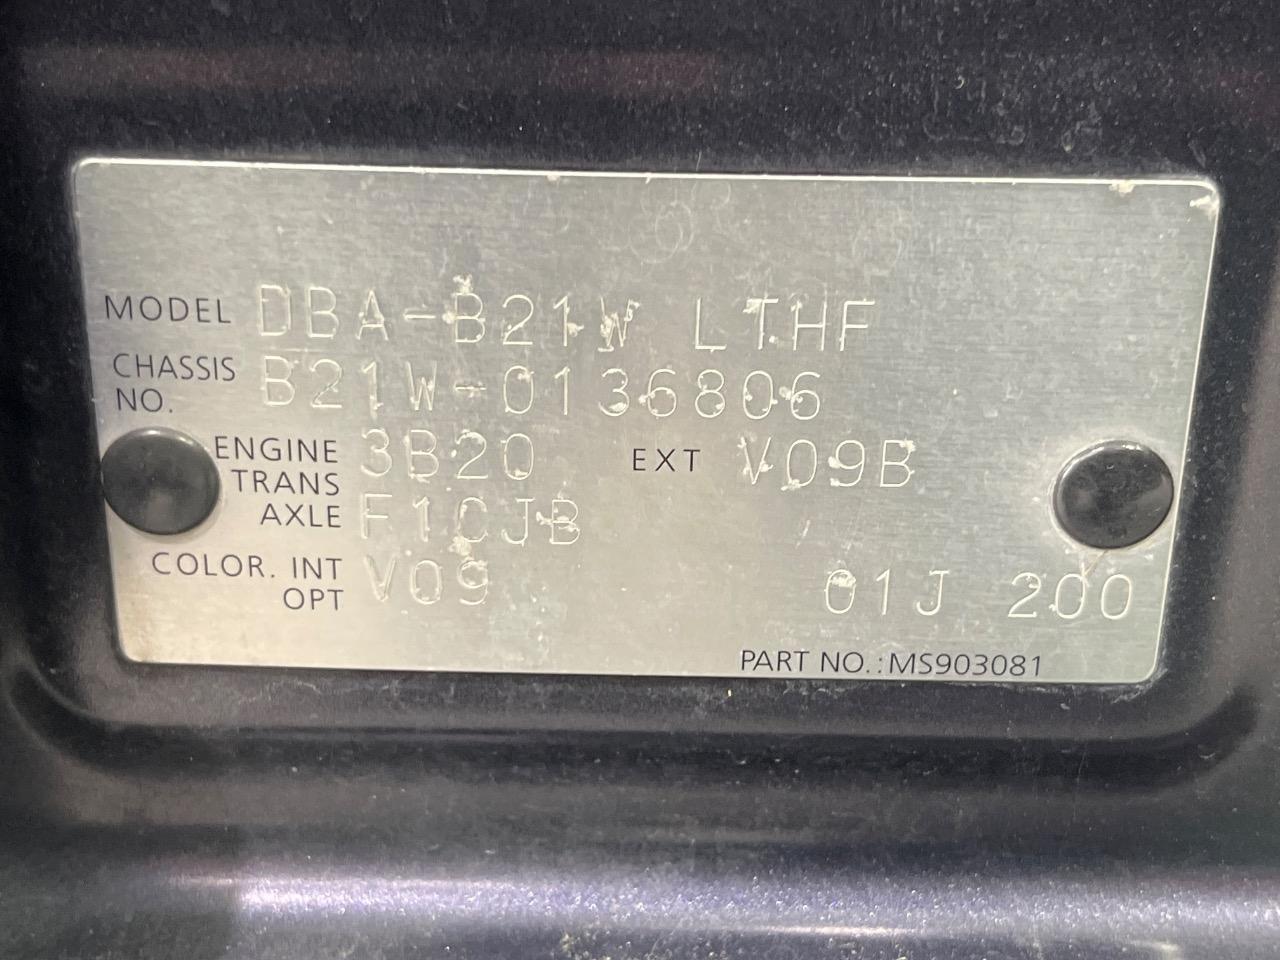 MODEL DBA-B21W LTHF
CHASSIS NO. B21W-0136806
ENGINE 3B20 EXT V09B
TRANS AXLE F1CJB
COLOR. INT V09
OPT 01J 200
PART NO.: MS903081